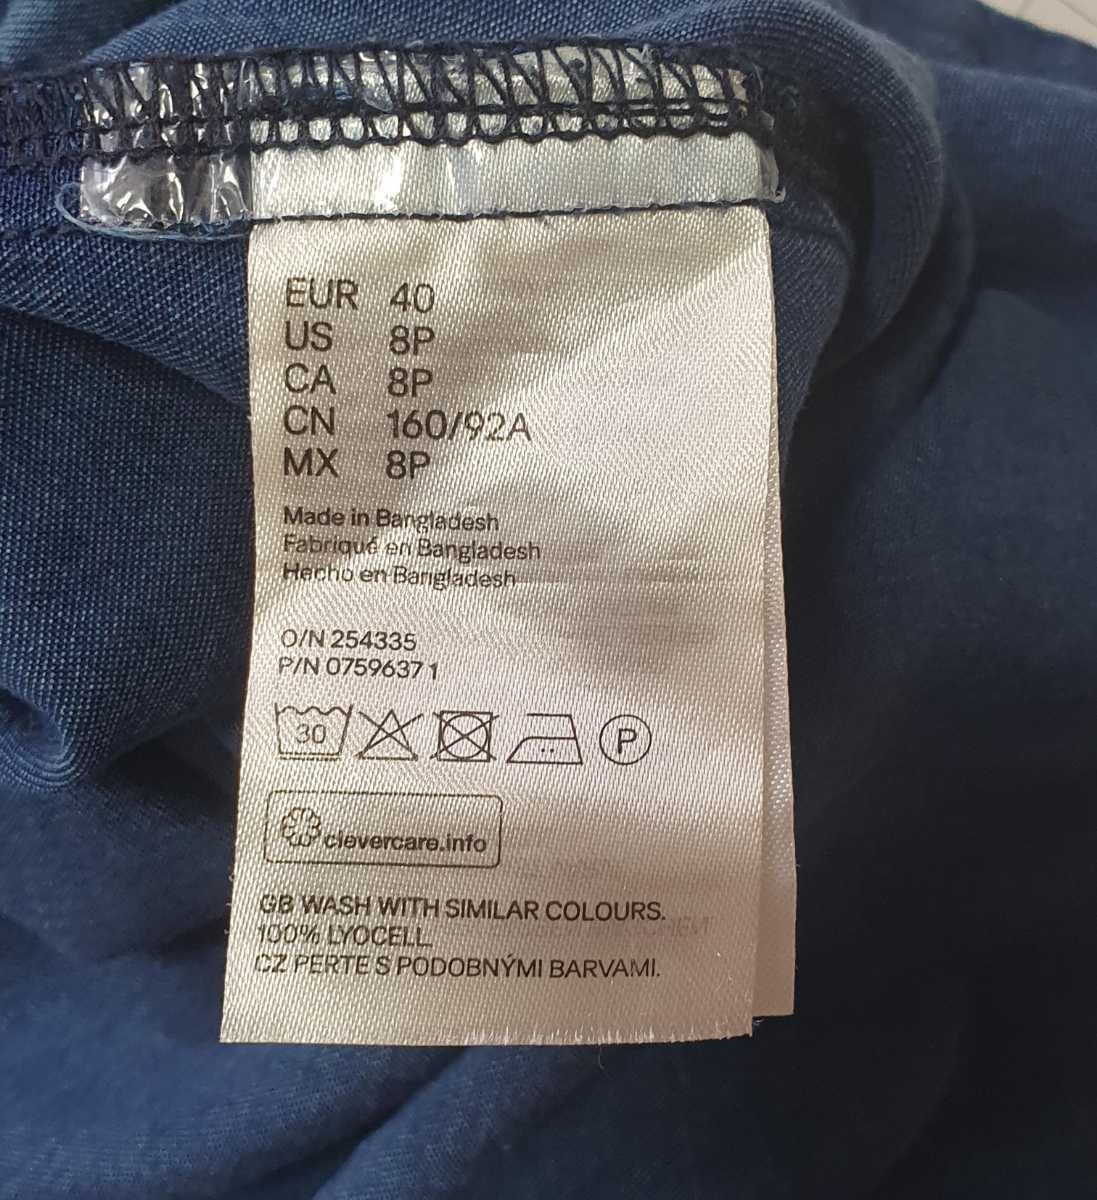 EUR 40
US 8P
CA 8P
CN 160/92A
MX 8P
Made in Bangladesh
Fabriqué en Bangladesh
Hecho en Bangladesh
O/N 254335
P/N 0759637 1
30 P
clevercare.info
GB WASH WITH SIMILAR COLOURS.
100% LYOCELL
CZ PERTE S PODOBNÝMI BARVAMI.